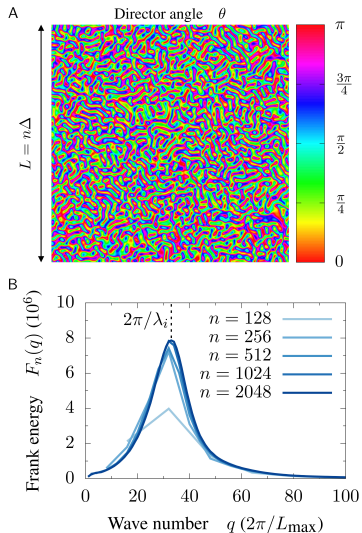 A
Director angle θ
L = nΔ
π
3π/4
π/2
π/4
0
B
Frank energy F_n(q) (10^6)
10
8
6
4
2
0
2π/λ_i
n = 128
n = 256
n = 512
n = 1024
n = 2048
0 20 40 60 80 100
Wave number q (2π/L_max)